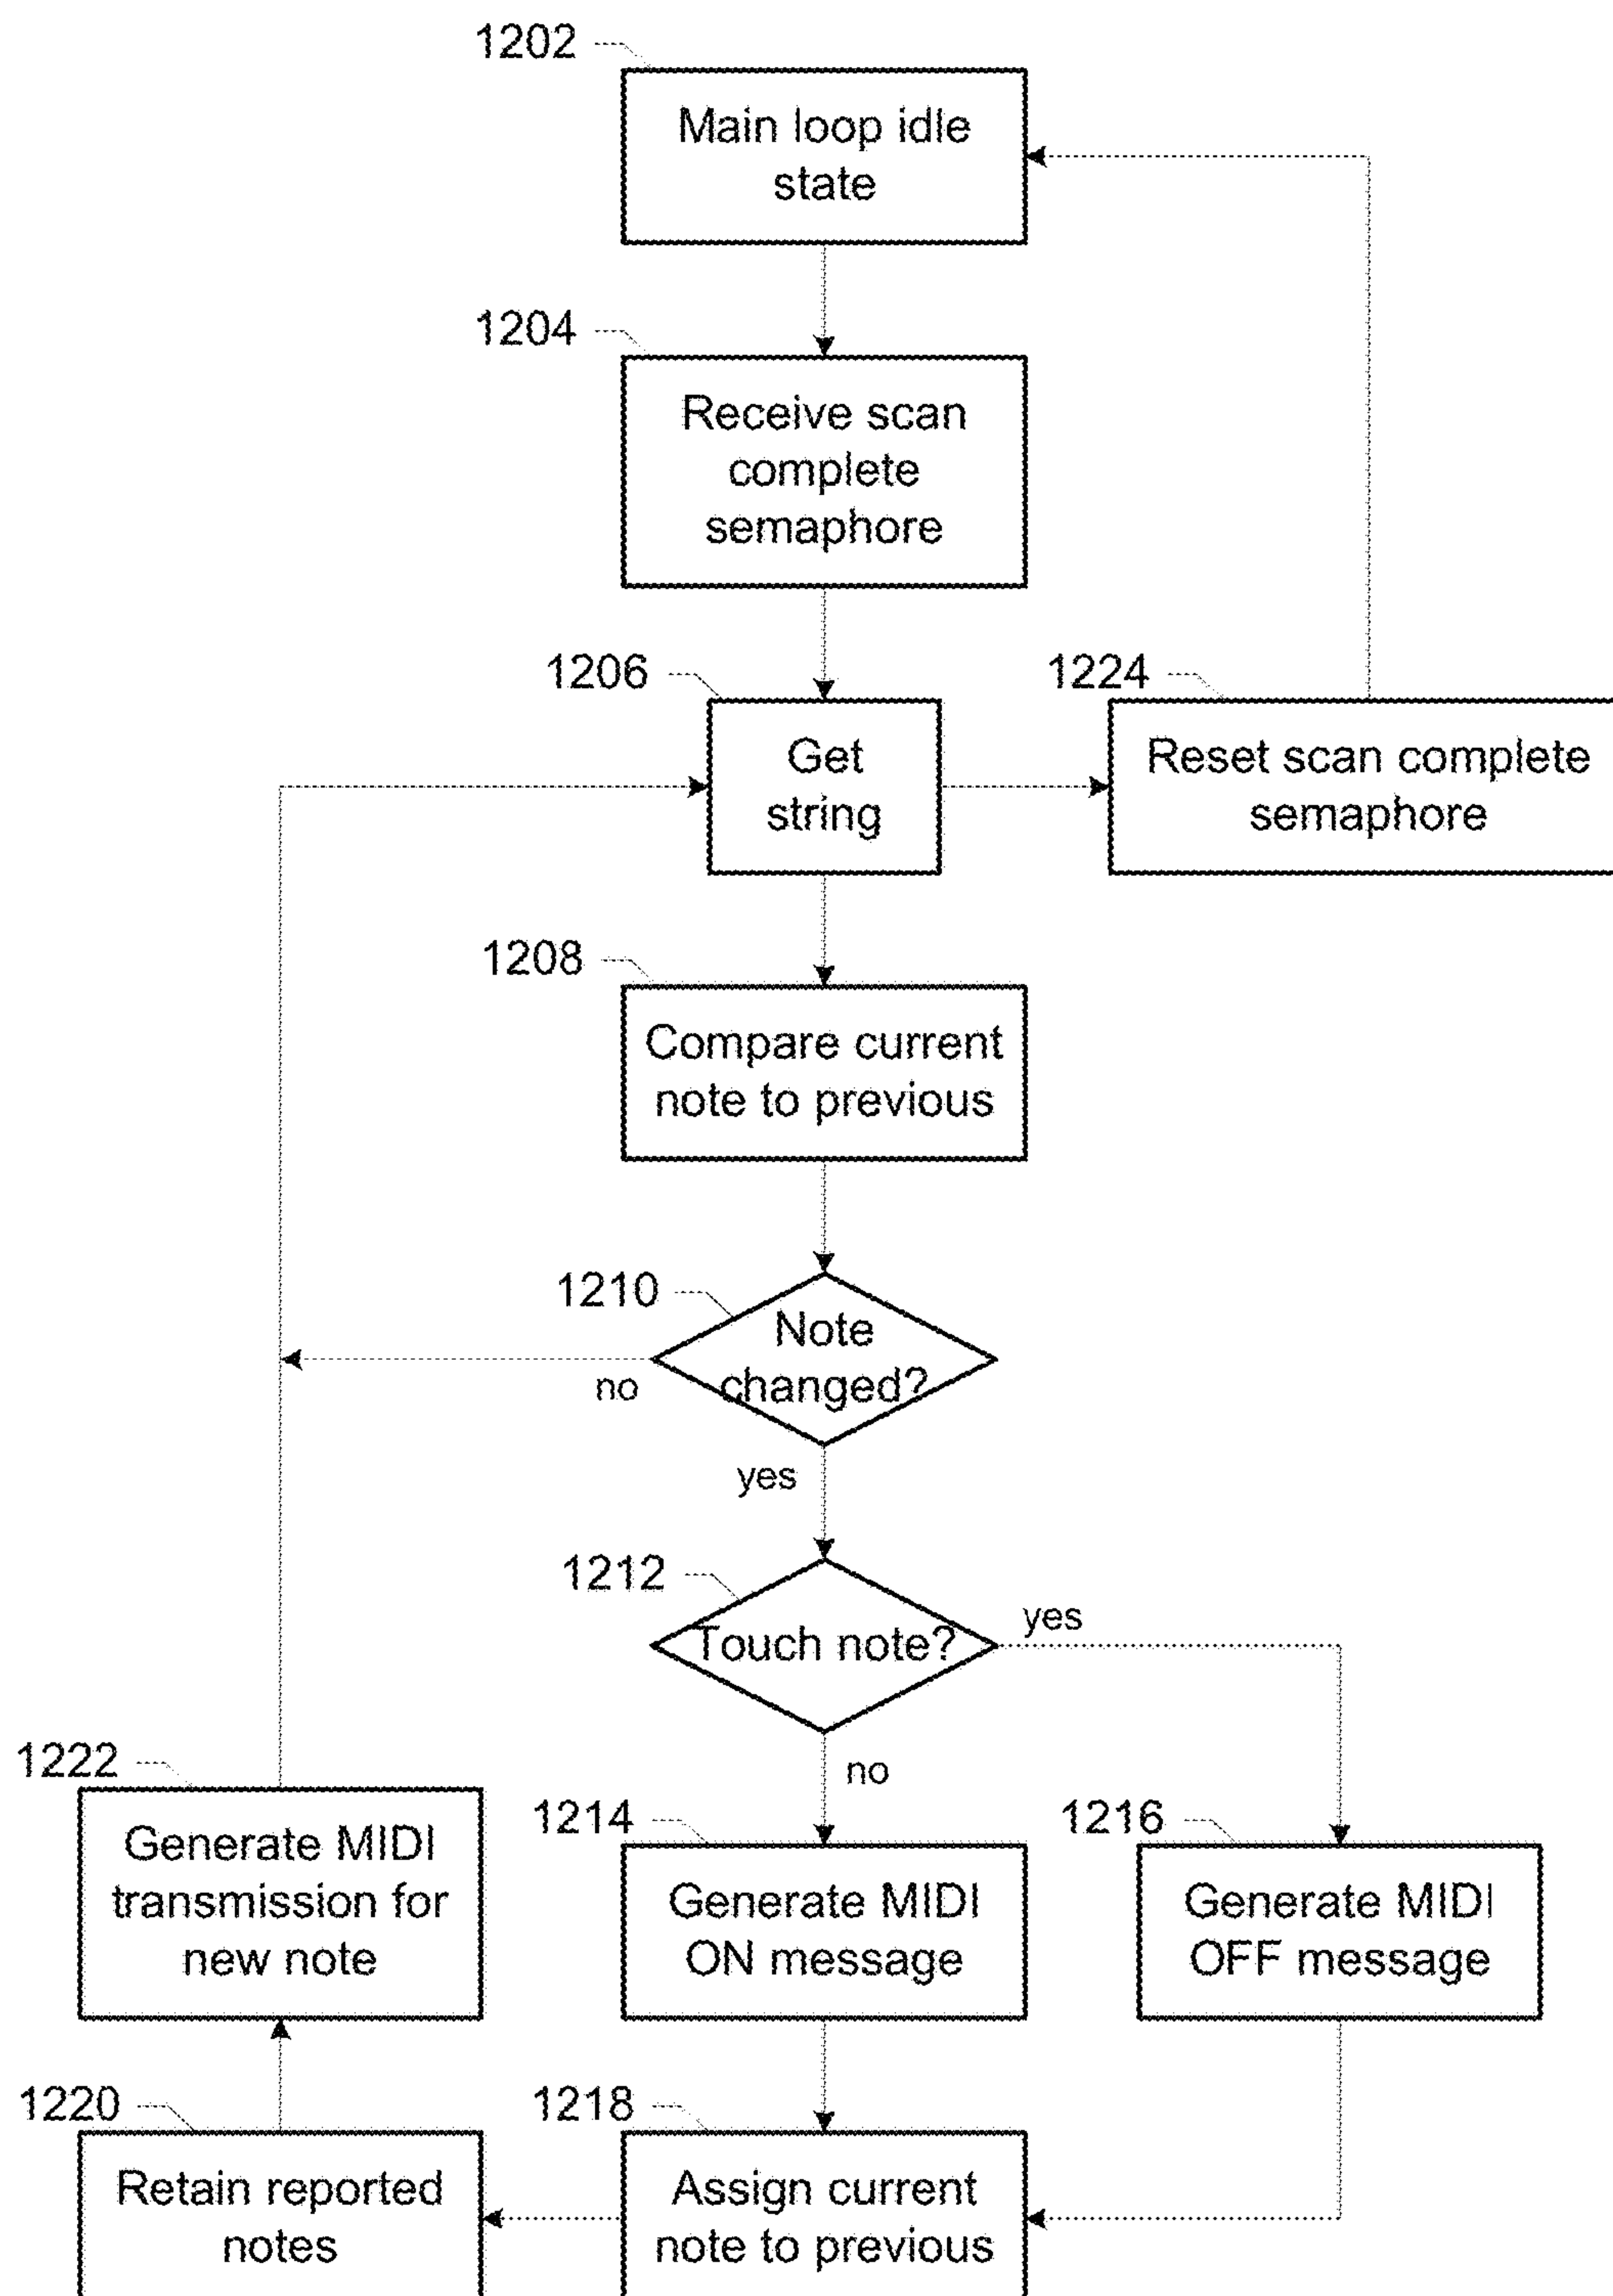 1202
Main loop idle
state
1204
Receive scan
complete
semaphore
1206
Get
string
1224
Reset scan complete
semaphore
1208
Compare current
note to previous
1210
Note
changed?
no
yes
1212
Touch note?
yes
no
1222
Generate MIDI
transmission for
new note
1214
Generate MIDI
ON message
1216
Generate MIDI
OFF message
1220
Retain reported
notes
1218
Assign current
note to previous